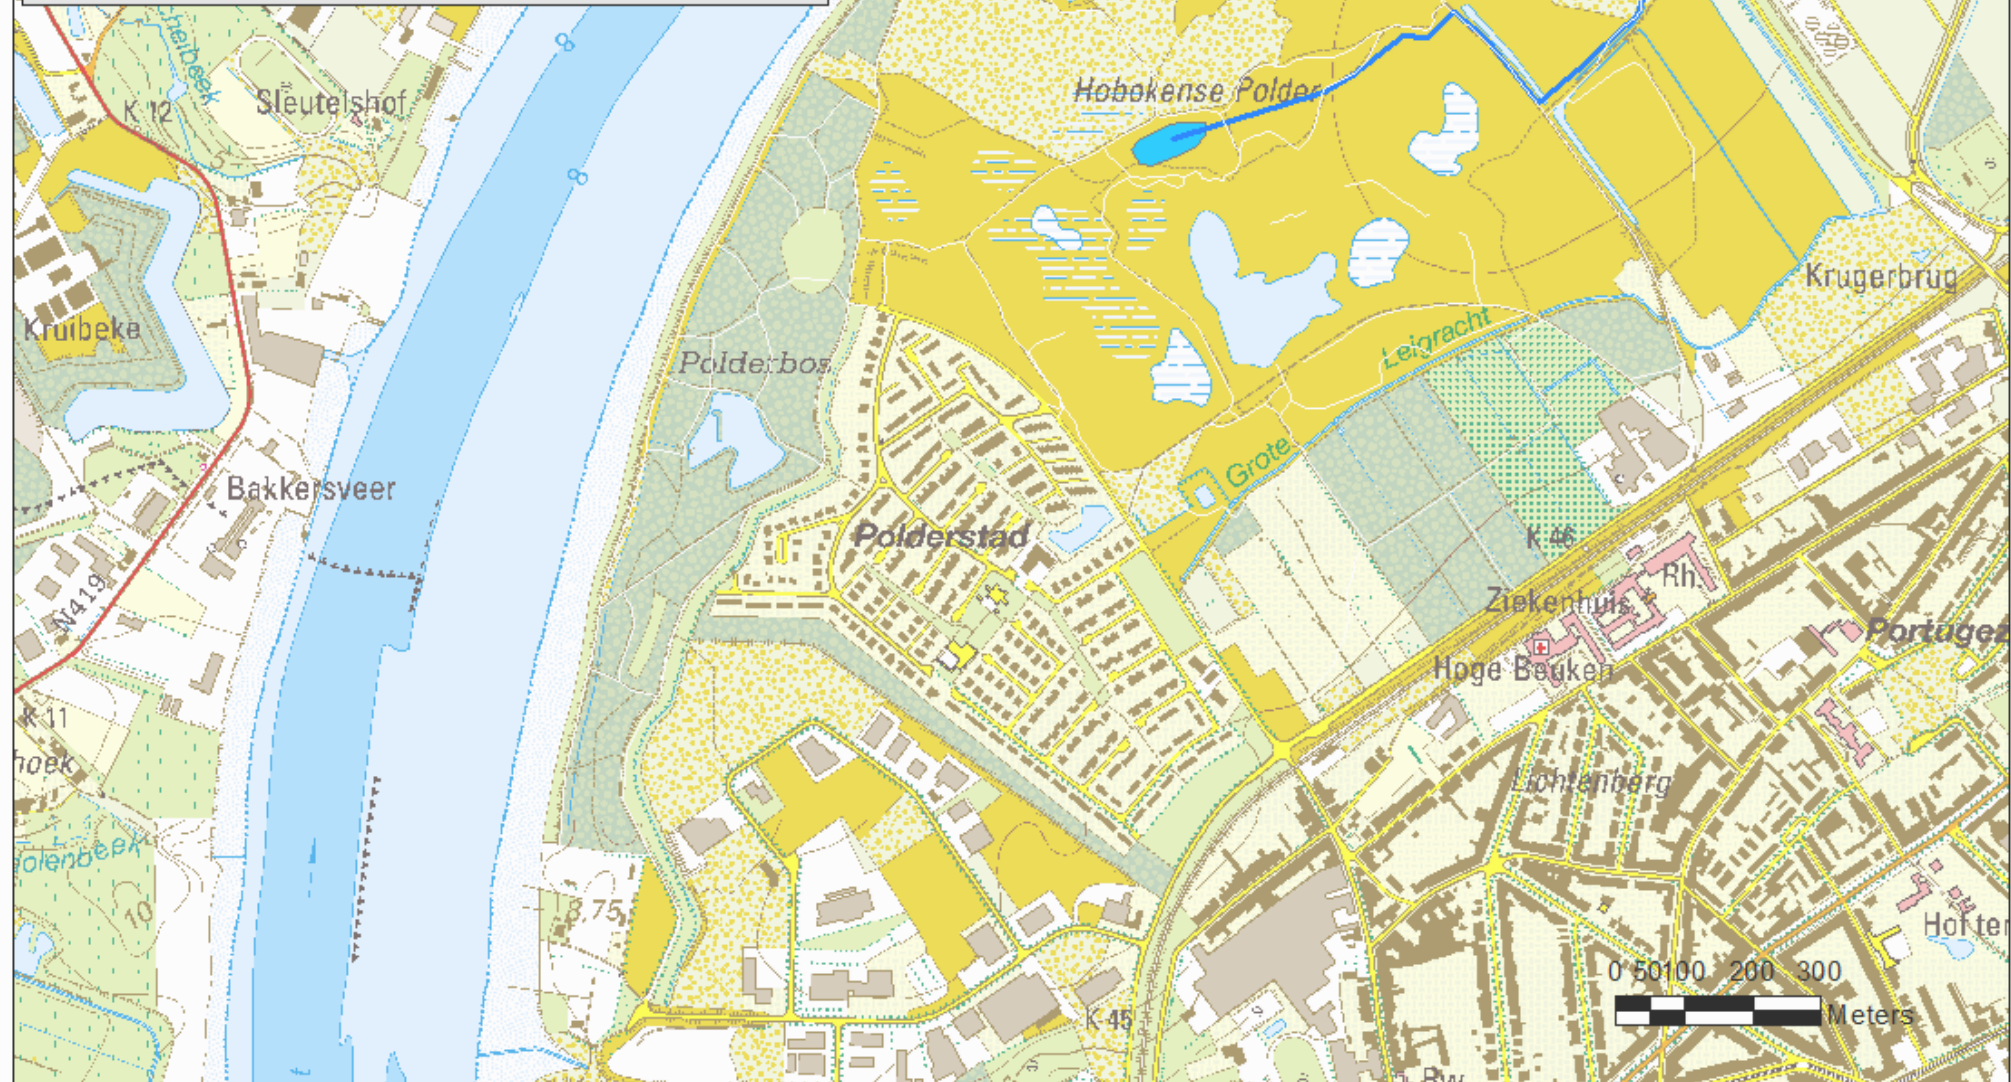 8
Hobokense Polder
Sleutelshof
K 12
5
8
Krugerbrug
Kruibeke
Leigracht
Polderbos
Grote
Bakkersveer
Polderstad
K 46
Rh
N419
Ziekenhuis
Portugez
Hoge Beuken
K 11
hoek
Lichtenberg
olenbeek
10
3,75
Hof ter
0 50100 200 300
Meters
K 45